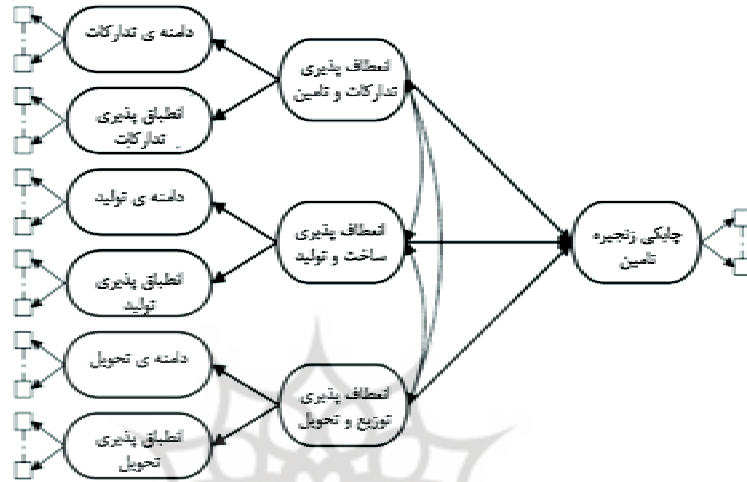 دامنه ی تدارکات
انعطاف پذیری
تدارکات و تامین
انطباق پذیری
تدارکات
دامنه ی تولید
انعطاف پذیری
ساخت و تولید
چابکی زنجیره
تامین
انطباق پذیری
تولید
دامنه ی تحویل
انعطاف پذیری
توزیع و تحویل
انطباق پذیری
تحویل